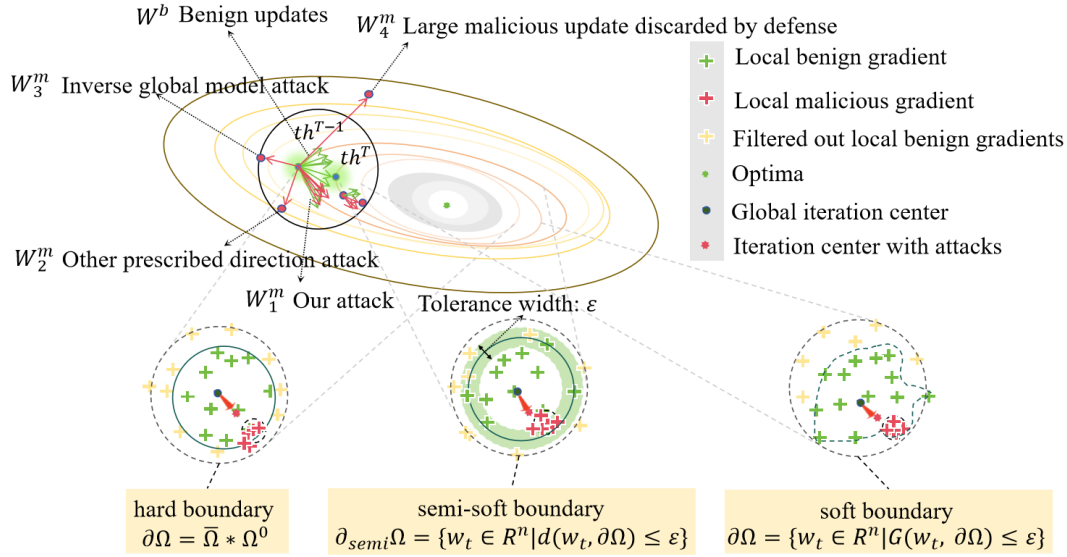 W^b Benign updates
W_4^m Large malicious update discarded by defense
W_3^m Inverse global model attack
th^{T-1}
th^T
W_2^m Other prescribed direction attack
W_1^m Our attack
Local benign gradient
Local malicious gradient
Filtered out local benign gradients
Optima
Global iteration center
Iteration center with attacks
Tolerance width: ε
hard boundary
∂Ω = Ω̅ * Ω^0
semi-soft boundary
∂_{semi}Ω = {w_t ∈ R^n|d(w_t, ∂Ω) ≤ ε}
soft boundary
∂Ω = {w_t ∈ R^n|G(w_t, ∂Ω) ≤ ε}